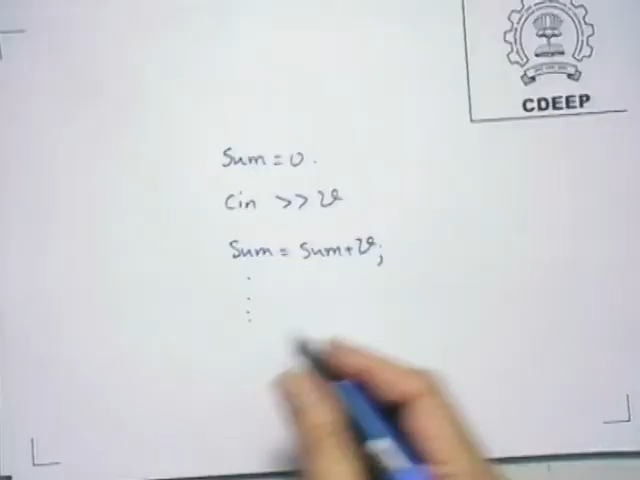 CDEEP
Sum = 0.
Cin >> v
Sum = Sum + v;